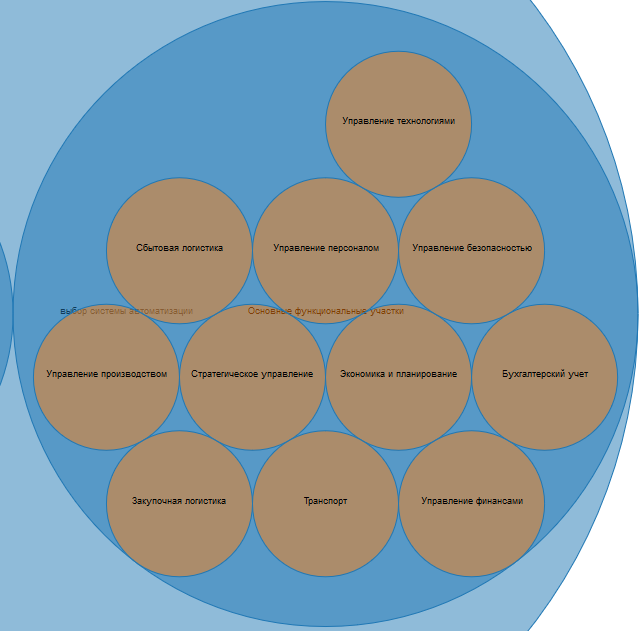 Управление технологиями
Сбытовая логистика
Управление персоналом
Управление безопасностью
выбор системы автоматизации
Основные функциональные участки
Управление производством
Стратегическое управление
Экономика и планирование
Бухгалтерский учет
Закупочная логистика
Транспорт
Управление финансами